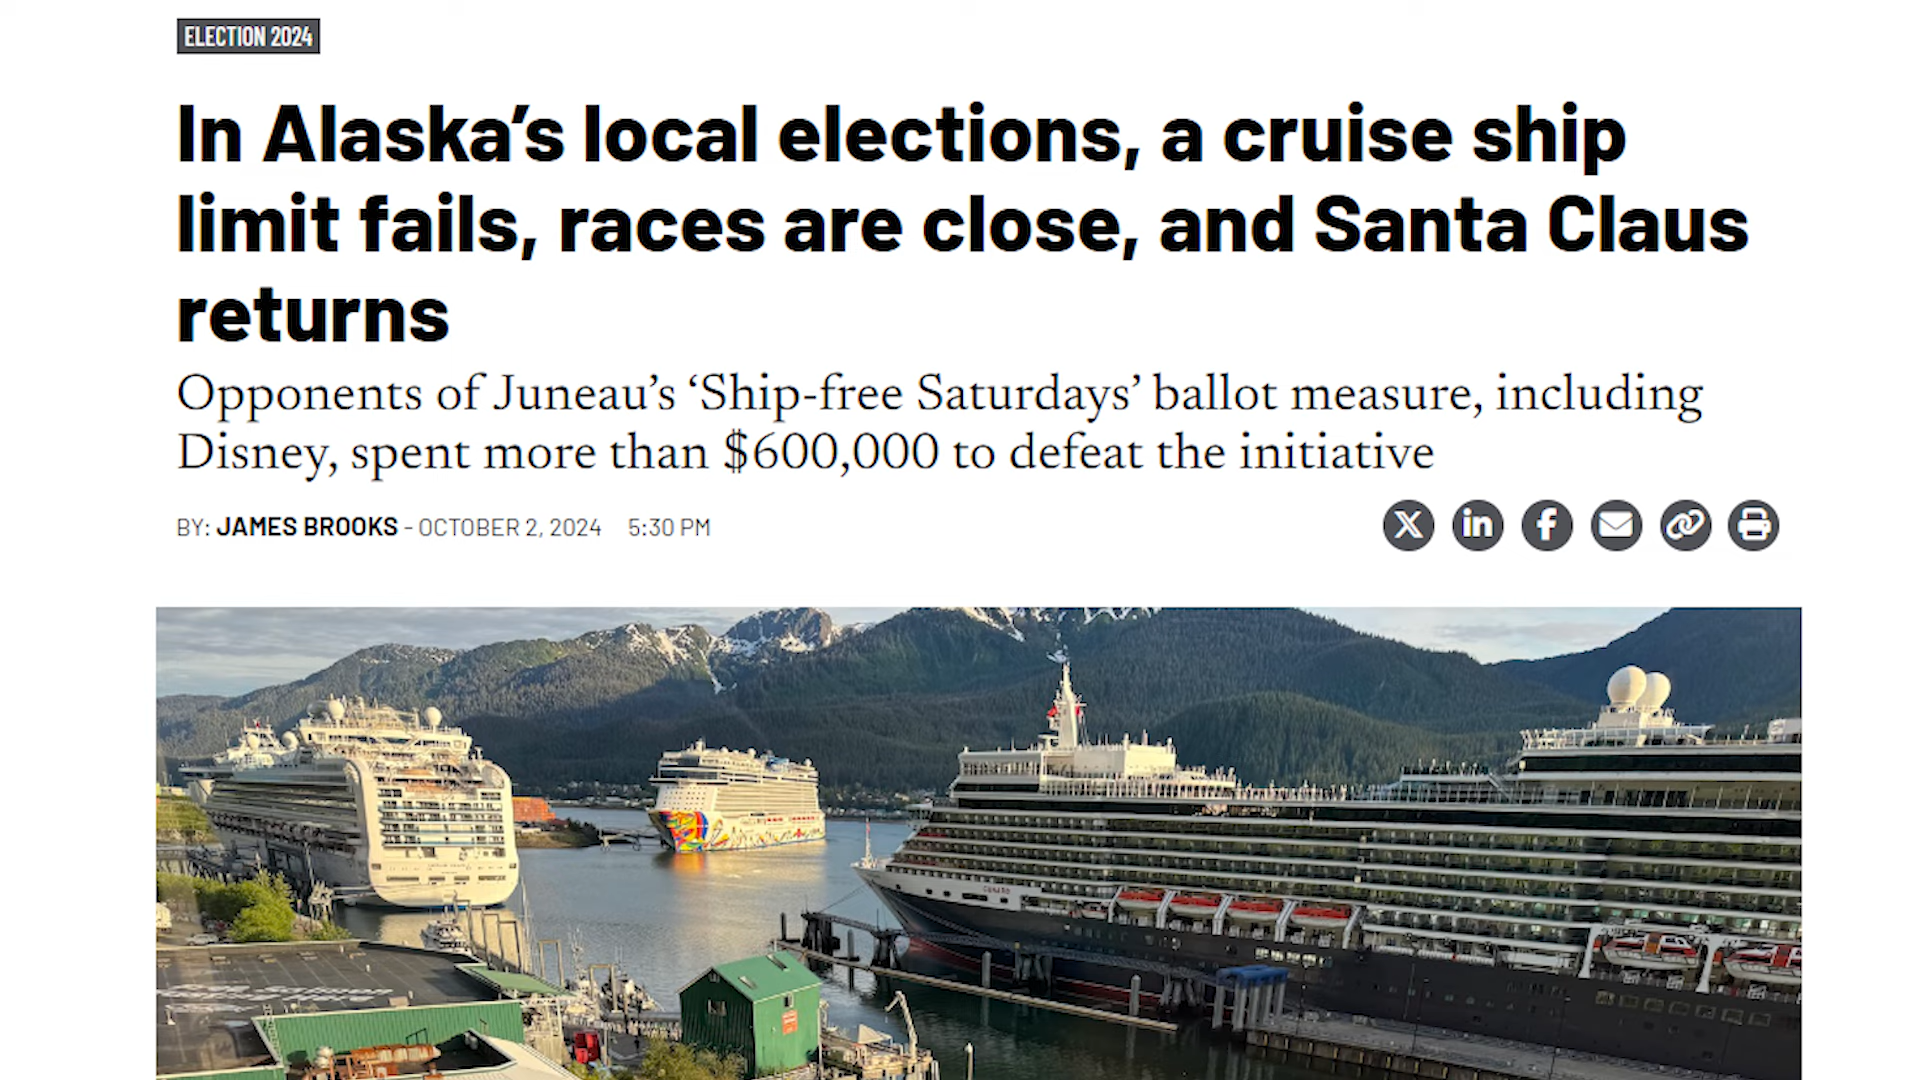 ELECTION 2024
In Alaska’s local elections, a cruise ship
limit fails, races are close, and Santa Claus
returns
Opponents of Juneau’s ‘Ship-free Saturdays’ ballot measure, including
Disney, spent more than $600,000 to defeat the initiative
BY: JAMES BROOKS - OCTOBER 2, 2024 5:30 PM
CUNARD